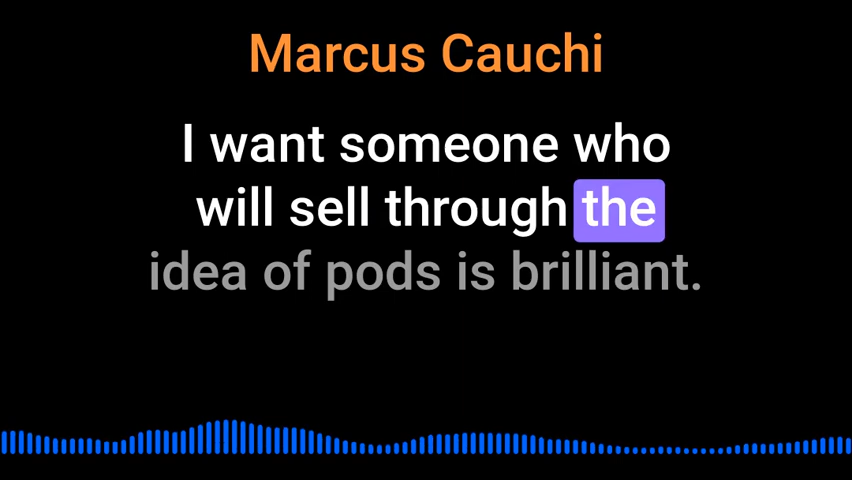 Marcus Cauchi
I want someone who
will sell through the
idea of pods is brilliant.